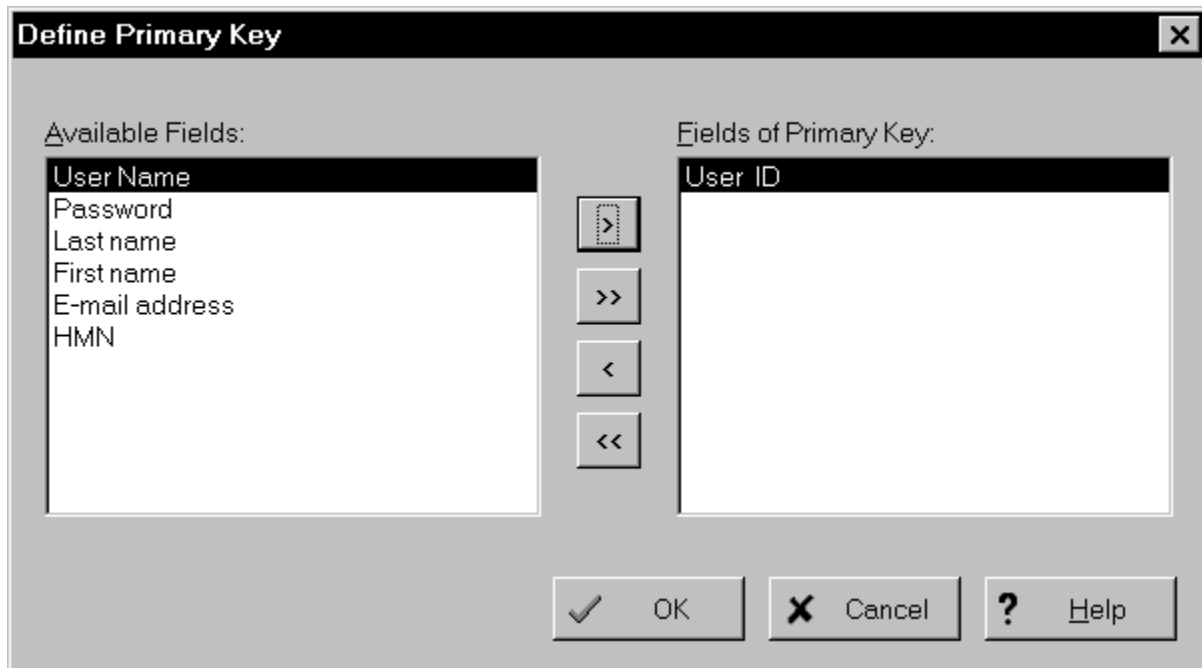 Define Primary Key
Available Fields:
User Name
Password
Last name
First name
E-mail address
HMN
>
>>
<
<<
Fields of Primary Key:
User ID
OK
Cancel
? Help